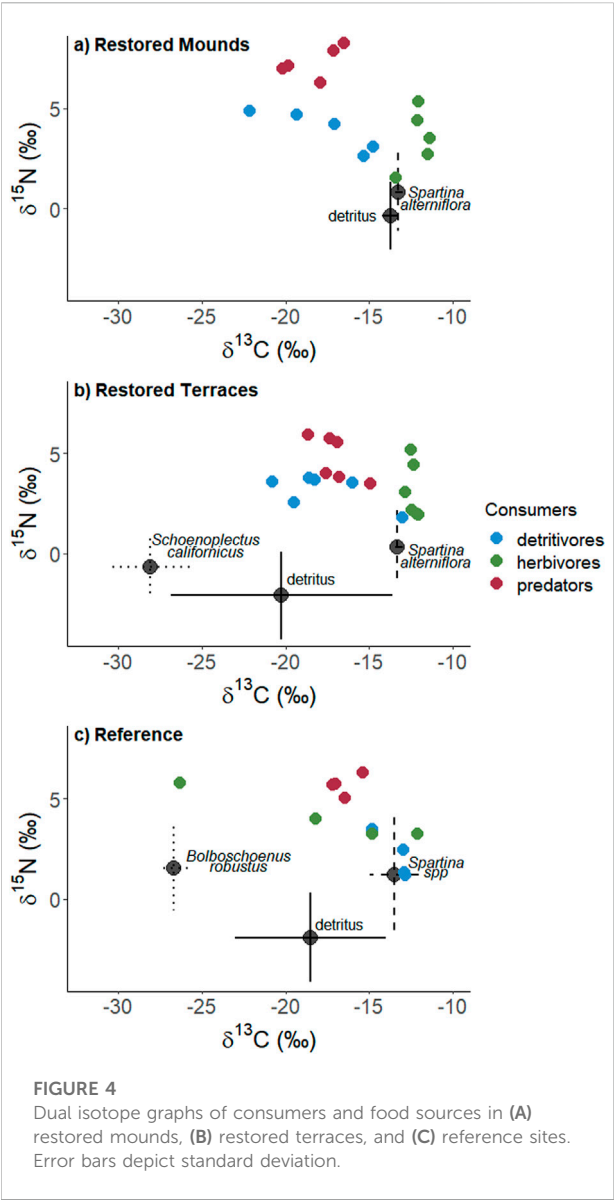 a) Restored Mounds
δ15N (‰)
5
0
Spartina
alterniflora
detritus
-30 -25 -20 -15 -10
δ13C (‰)
b) Restored Terraces
δ15N (‰)
5
0
Schoenoplectus
californicus
Spartina
alterniflora
detritus
-30 -25 -20 -15 -10
δ13C (‰)
Consumers
detritivores
herbivores
predators
c) Reference
δ15N (‰)
5
0
Bolboschoenus
robustus
Spartina
spp
detritus
-30 -25 -20 -15 -10
δ13C (‰)
FIGURE 4
Dual isotope graphs of consumers and food sources in (A)
restored mounds, (B) restored terraces, and (C) reference sites.
Error bars depict standard deviation.